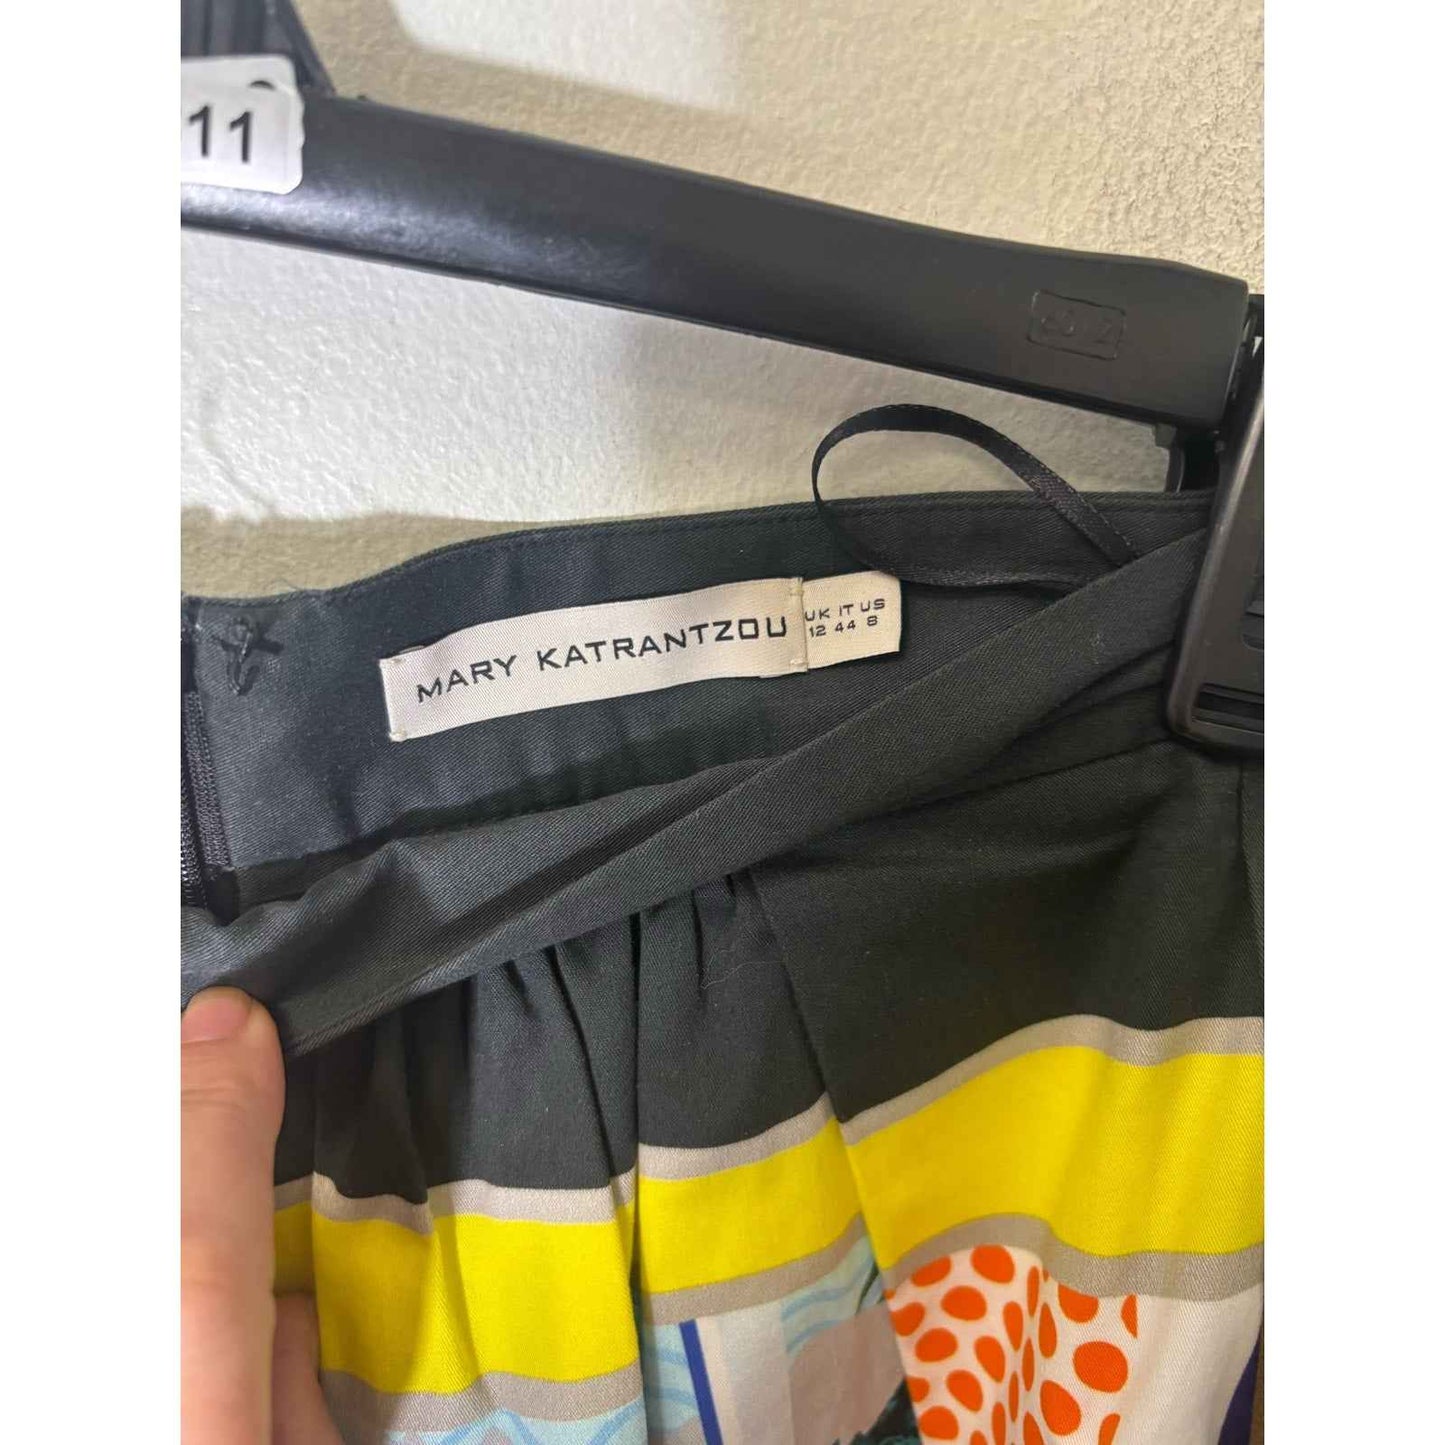 11
MARY KATRANTZOU
UK IT US
12 44 8